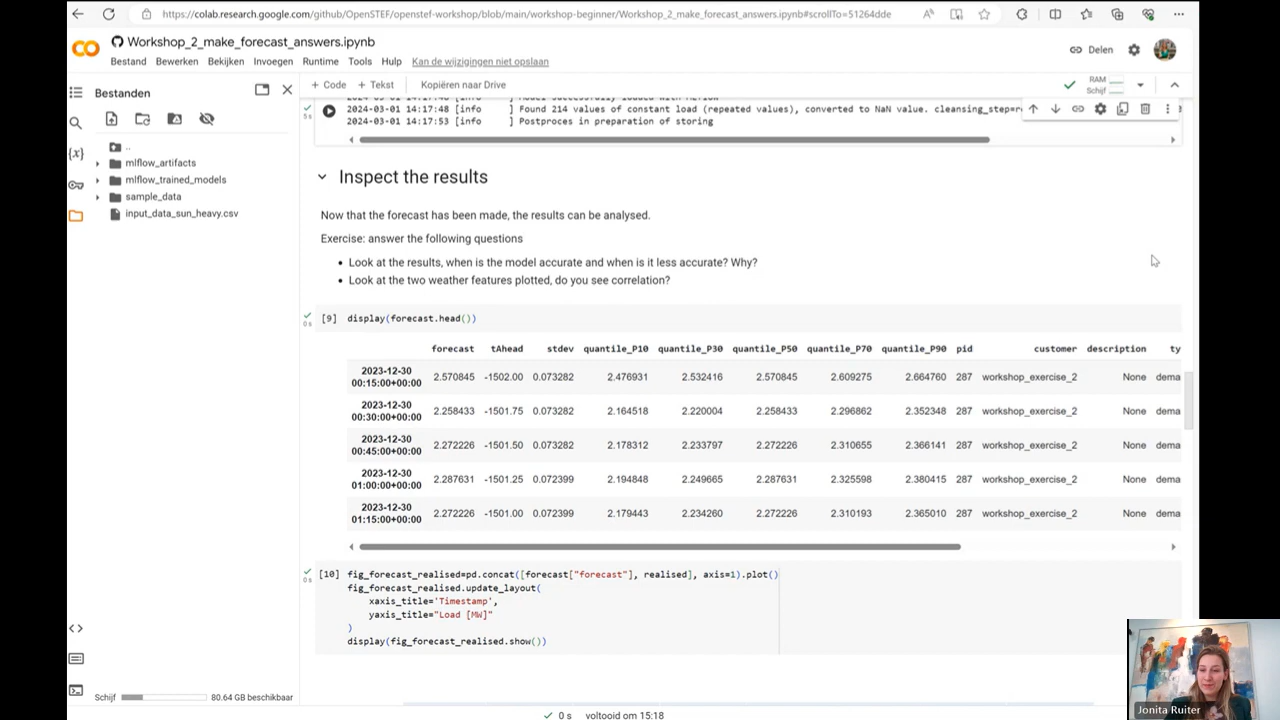 https://colab.research.google.com/github/OpenSTEF/openstef-workshop/blob/main/workshop-beginner/Workshop_2_make_forecast_answers.ipynb#scrollTo=51264dde
Workshop_2_make_forecast_answers.ipynb
Delen
Bestand Bewerken Bekijken Invoegen Runtime Tools Help Kan de wijzigingen niet opslaan
Bestanden
+ Code + Tekst Kopiëren naar Drive
RAM
Schijf
5s
2024-03-01 14:17:48 [info ] Found 214 values of constant load (repeated values), converted to NaN value. cleansing_step=r
2024-03-01 14:17:53 [info ] Postproces in preparation of storing
..
mlflow_artifacts
mlflow_trained_models
sample_data
input_data_sun_heavy.csv
Inspect the results
Now that the forecast has been made, the results can be analysed.
Exercise: answer the following questions
• Look at the results, when is the model accurate and when is it less accurate? Why?
• Look at the two weather features plotted, do you see correlation?
0s
[9] display(forecast.head())
forecast tAhead stdev quantile_P10 quantile_P30 quantile_P50 quantile_P70 quantile_P90 pid customer description ty
2023-12-30
00:15:00+00:00 2.570845 -1502.00 0.073282 2.476931 2.532416 2.570845 2.609275 2.664760 287 workshop_exercise_2 None dema
2023-12-30
00:30:00+00:00 2.258433 -1501.75 0.073282 2.164518 2.220004 2.258433 2.296862 2.352348 287 workshop_exercise_2 None dema
2023-12-30
00:45:00+00:00 2.272226 -1501.50 0.073282 2.178312 2.233797 2.272226 2.310655 2.366141 287 workshop_exercise_2 None dema
2023-12-30
01:00:00+00:00 2.287631 -1501.25 0.072399 2.194848 2.249665 2.287631 2.325598 2.380415 287 workshop_exercise_2 None dema
2023-12-30
01:15:00+00:00 2.272226 -1501.00 0.072399 2.179443 2.234260 2.272226 2.310193 2.365010 287 workshop_exercise_2 None dema
0s
[10] fig_forecast_realised=pd.concat([forecast["forecast"], realised], axis=1).plot()
fig_forecast_realised.update_layout(
xaxis_title='Timestamp',
yaxis_title="Load [MW]"
)
display(fig_forecast_realised.show())
Schijf 80.64 GB beschikbaar
0 s voltooid om 15:18
Jonita Ruiter